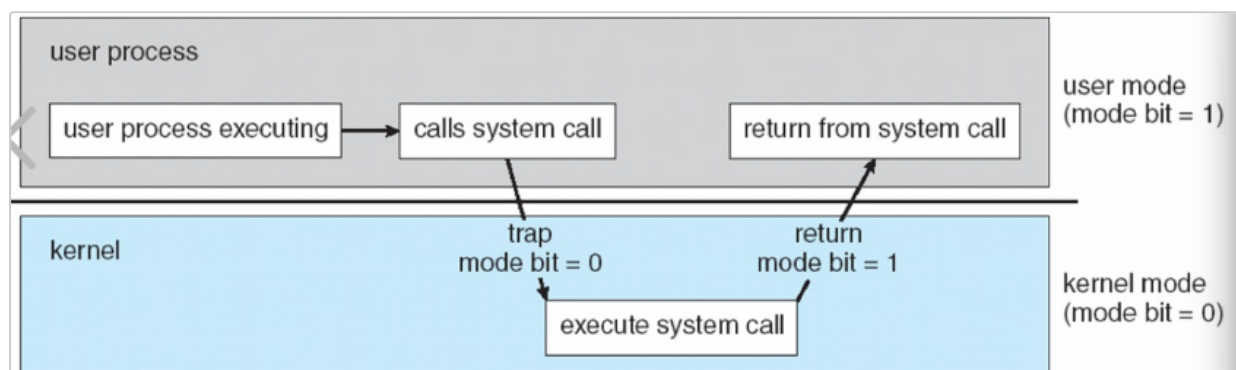 user process
user process executing
calls system call
return from system call
user mode
(mode bit = 1)
kernel
trap
mode bit = 0
return
mode bit = 1
kernel mode
(mode bit = 0)
execute system call